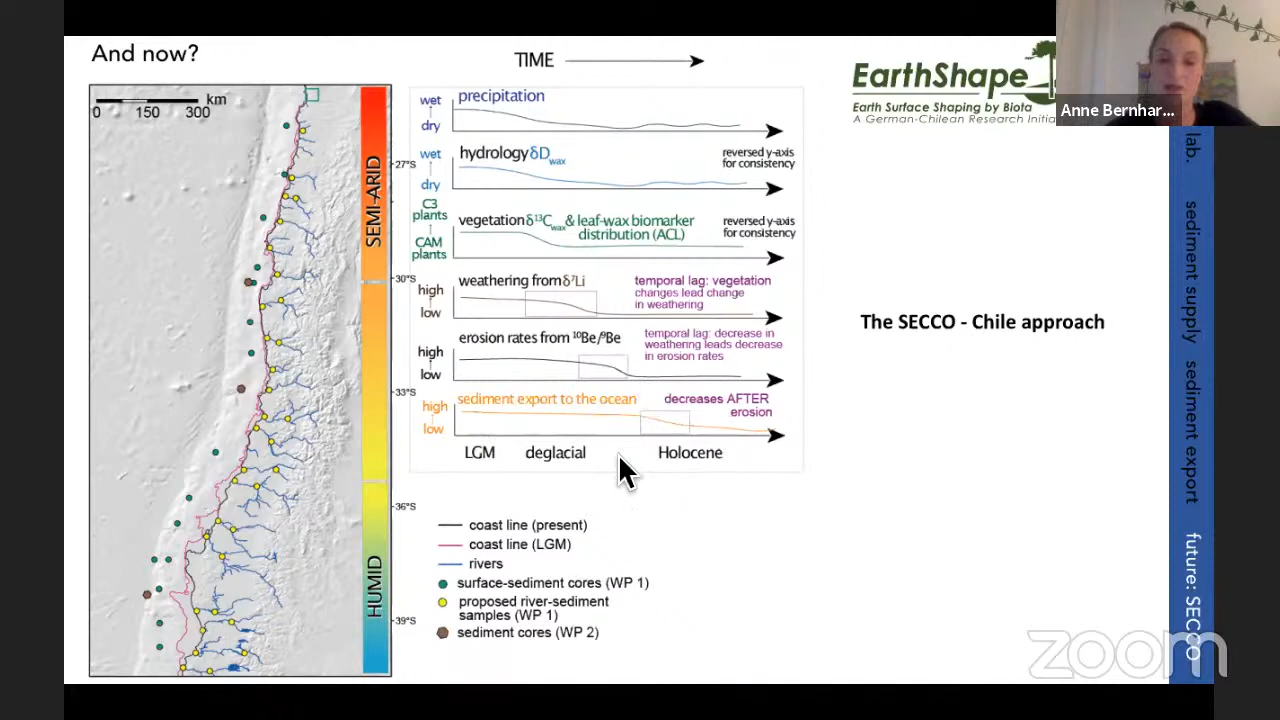 And now?
TIME
EarthShape
Earth Surface Shaping by Biota
A German-Chilean Research
Anne Bernhar...
km
0 150 300
SEMI-ARID
HUMID
27°S
30°S
33°S
36°S
39°S
wet
dry
precipitation
wet
dry
hydrology δD wax
reversed y-axis
for consistency
C3
plants
CAM
plants
vegetation δ¹³C wax & leaf-wax biomarker
distribution (ACL)
reversed y-axis
for consistency
high
low
weathering from δ⁷Li
temporal lag: vegetation
changes lead change
in weathering
high
low
erosion rates from ¹⁰Be/⁹Be
temporal lag: decrease in
weathering leads decrease
in erosion rates
high
low
sediment export to the ocean
decreases AFTER
erosion
LGM deglacial Holocene
coast line (present)
coast line (LGM)
rivers
surface-sediment cores (WP 1)
proposed river-sediment
samples (WP 1)
sediment cores (WP 2)
The SECCO - Chile approach
lab. sediment supply sediment export future: SECCO
zoom